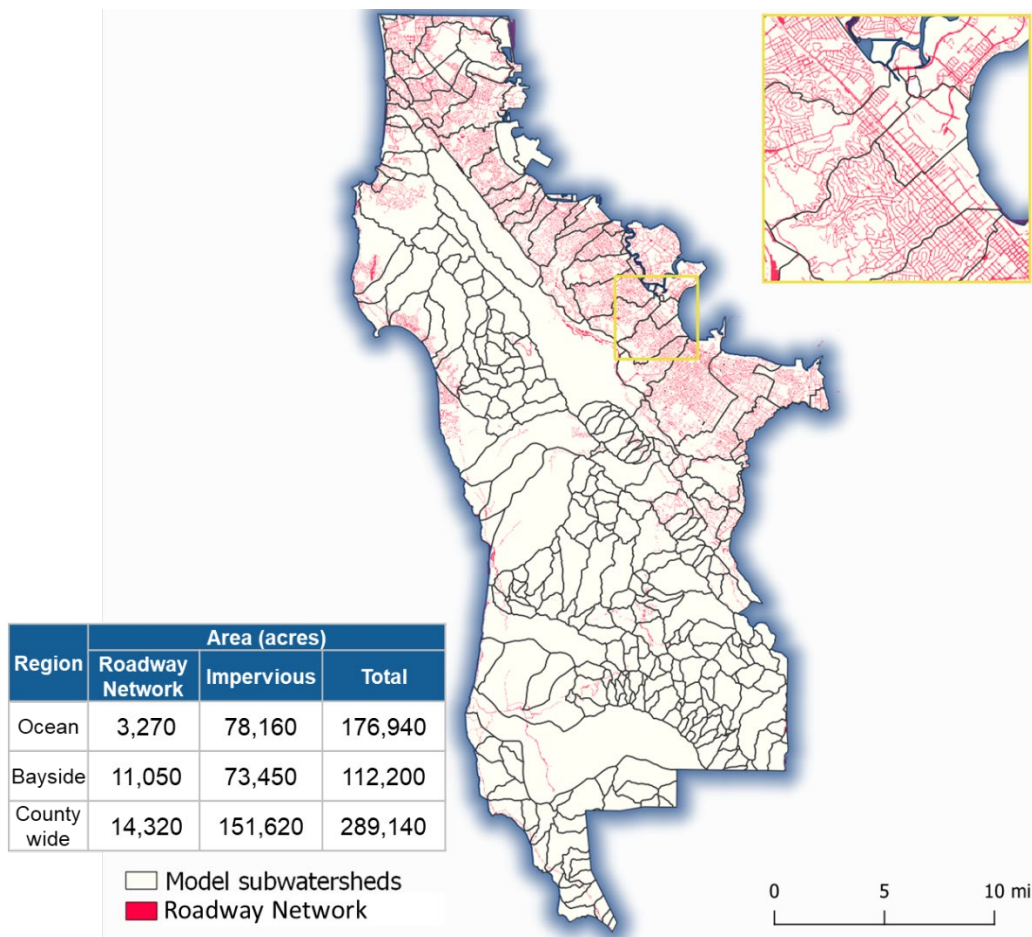 Area (acres)
Region
Roadway
Network
Impervious
Total
Ocean
3,270
78,160
176,940
Bayside
11,050
73,450
112,200
County
wide
14,320
151,620
289,140
Model subwatersheds
Roadway Network
0 5 10 mi